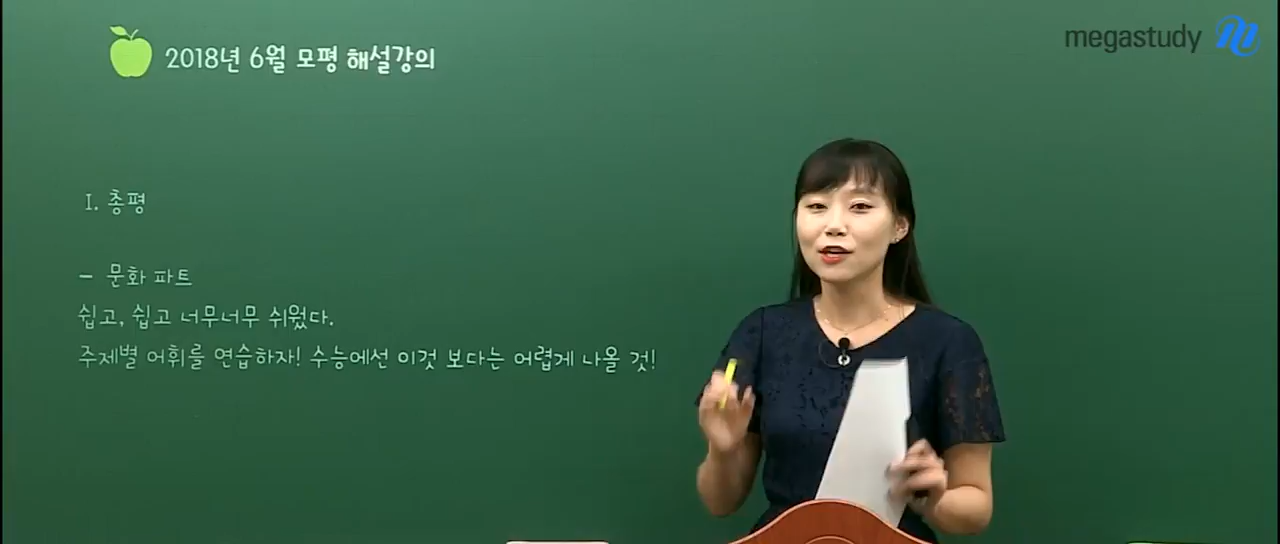 2018년 6월 모평 해설강의
megastudy
I. 총평
- 문화 파트
쉽고, 쉽고 너무너무 쉬웠다.
주제별 어휘를 연습하자! 수능에선 이것 보다는 어렵게 나올 것!